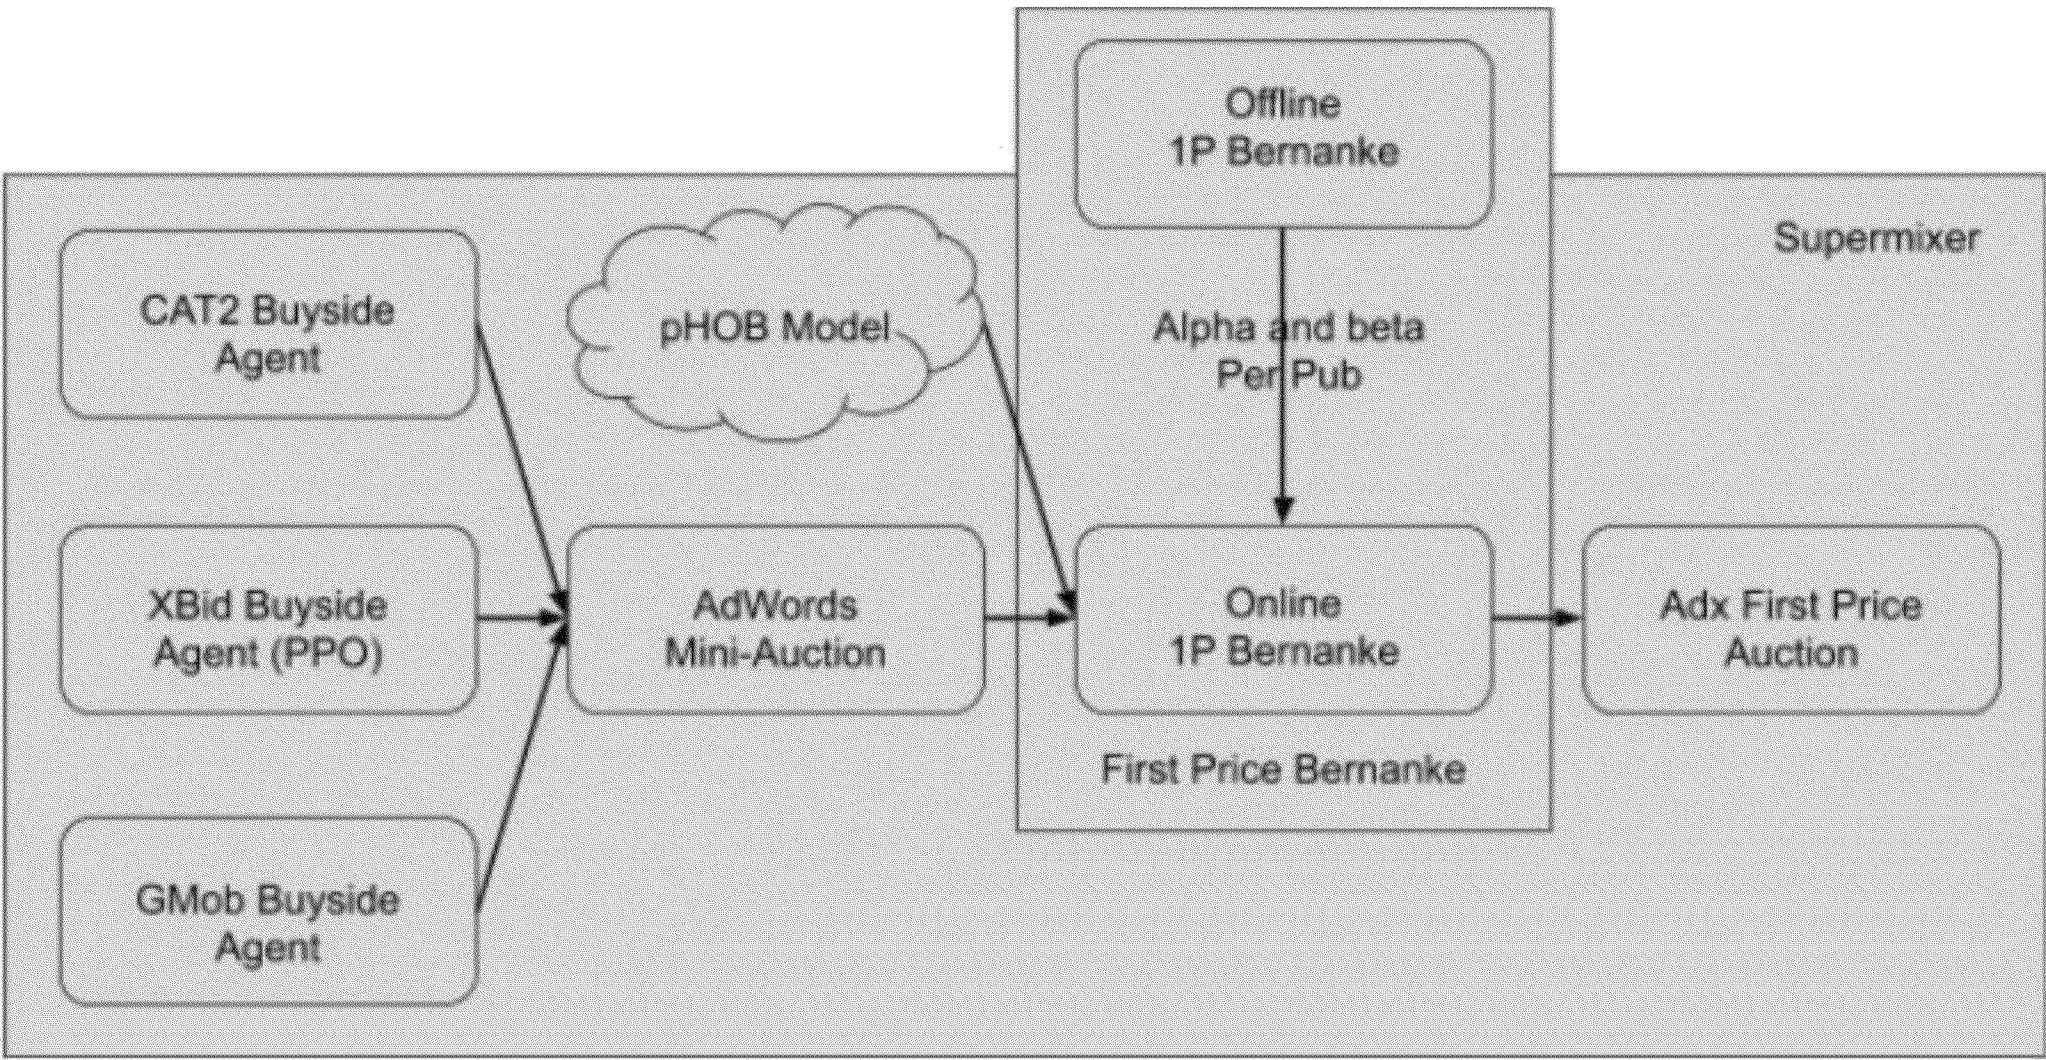 Offline
1P Bernanke
Supermixer
CAT2 Buyside
Agent
pHOB Model
Alpha and beta
Per Pub
XBid Buyside
Agent (PPO)
AdWords
Mini-Auction
Online
1P Bernanke
Adx First Price
Auction
First Price Bernanke
GMob Buyside
Agent